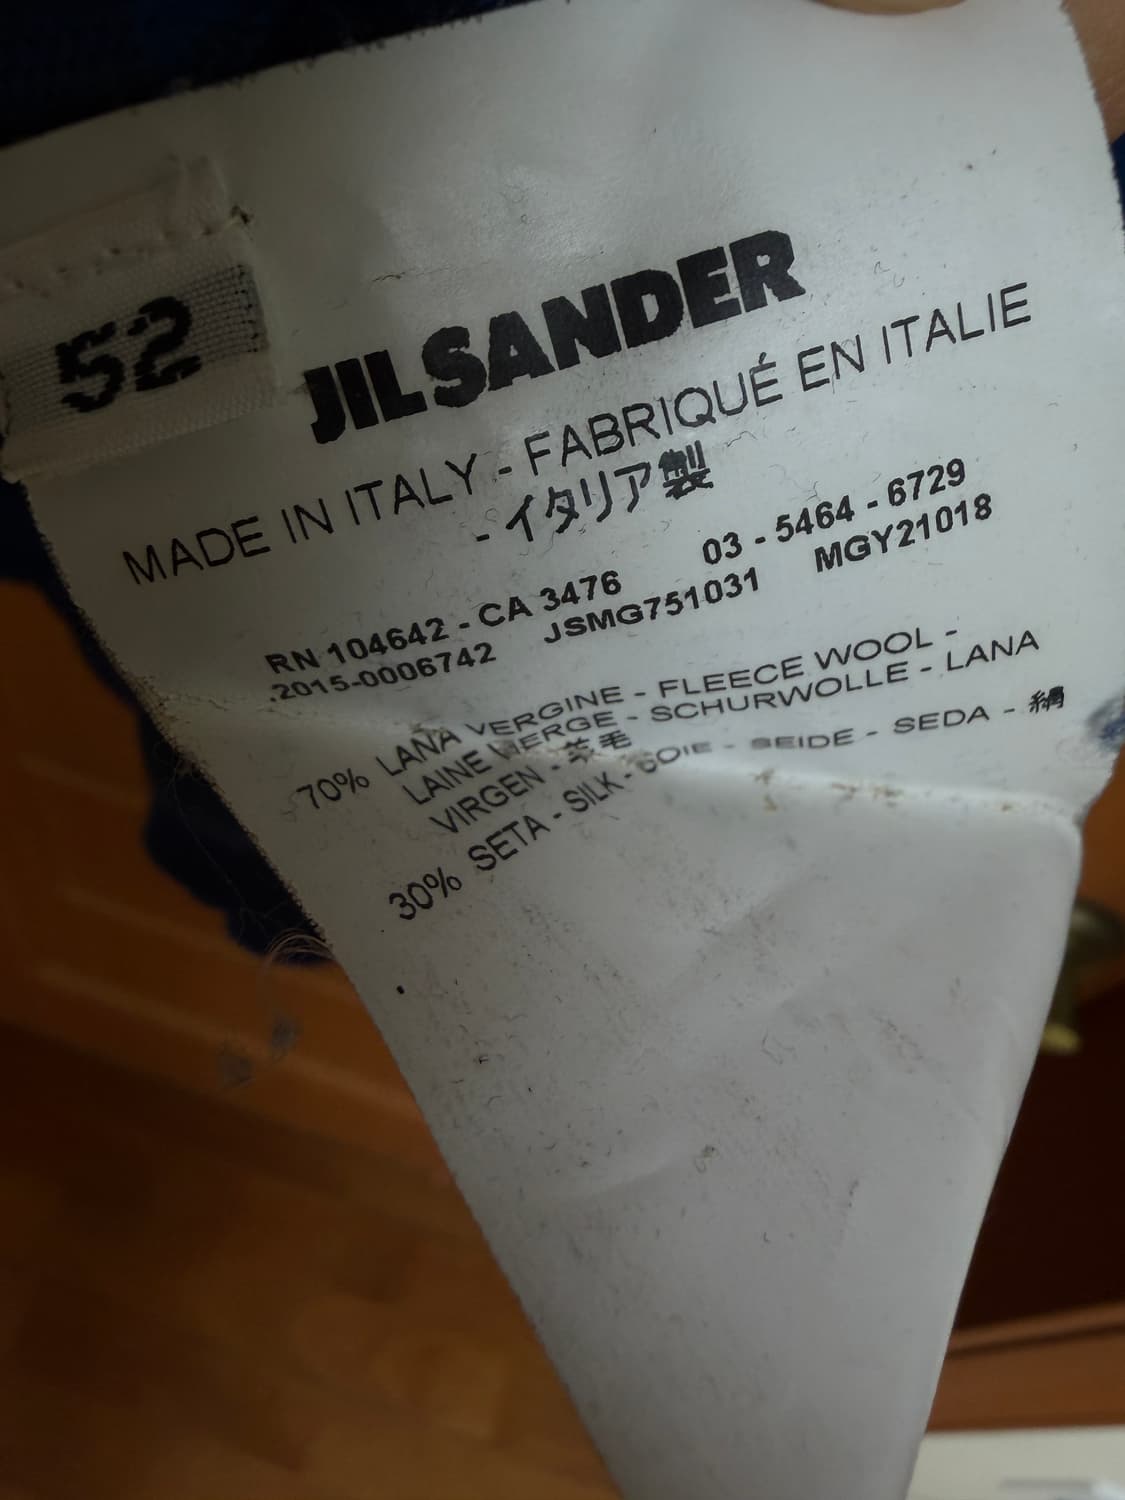 52
JIL SANDER
MADE IN ITALY - FABRIQUÉ EN ITALIE
- イタリア製
RN 104642 - CA 3476 03 - 5464 - 6729
.2015-0006742 JSMG751031 MGY21018
70% LANA VERGINE - FLEECE WOOL -
LAINE VIERGE - SCHURWOLLE - LANA
VIRGEN - 羊毛
30% SETA - SILK - SOIE - SEIDE - SEDA - 絹